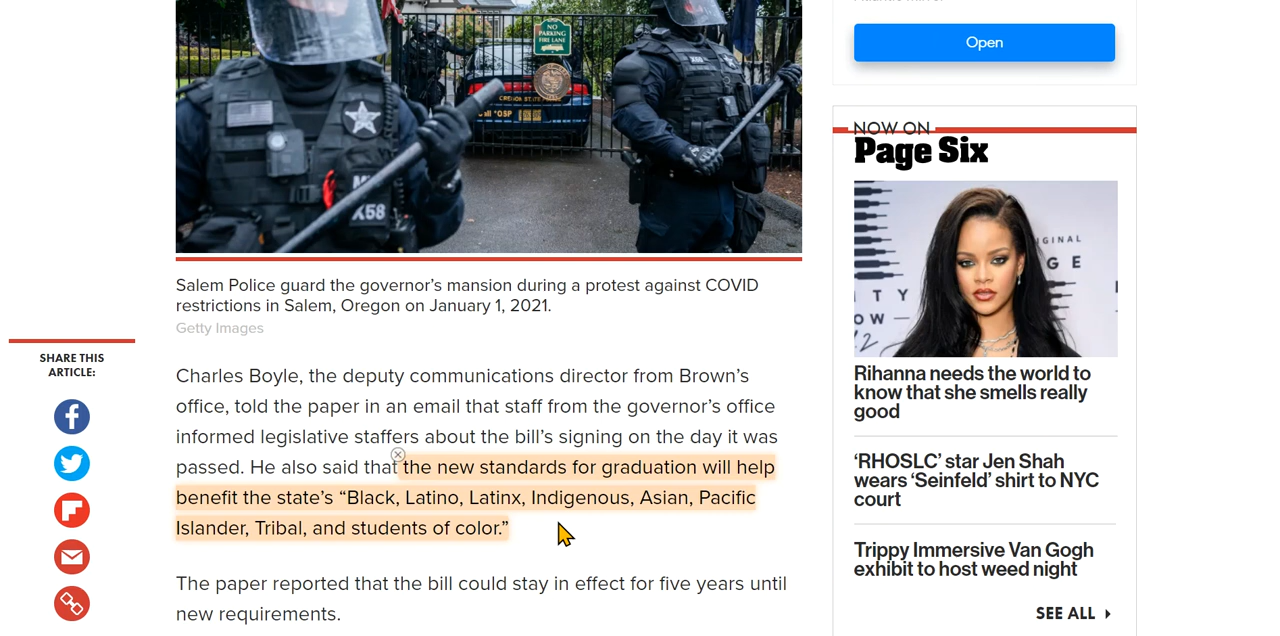 NO
PARKING
FIRE LANE
OREGON STATE
K58
Salem Police guard the governor's mansion during a protest against COVID
restrictions in Salem, Oregon on January 1, 2021.
Getty Images
SHARE THIS
ARTICLE:
Charles Boyle, the deputy communications director from Brown's
office, told the paper in an email that staff from the governor's office
informed legislative staffers about the bill's signing on the day it was
passed. He also said that the new standards for graduation will help
benefit the state's “Black, Latino, Latinx, Indigenous, Asian, Pacific
Islander, Tribal, and students of color.”
The paper reported that the bill could stay in effect for five years until
new requirements.
Open
NOW ON
Page Six
Rihanna needs the world to
know that she smells really
good
‘RHOSLC’ star Jen Shah
wears ‘Seinfeld’ shirt to NYC
court
Trippy Immersive Van Gogh
exhibit to host weed night
SEE ALL